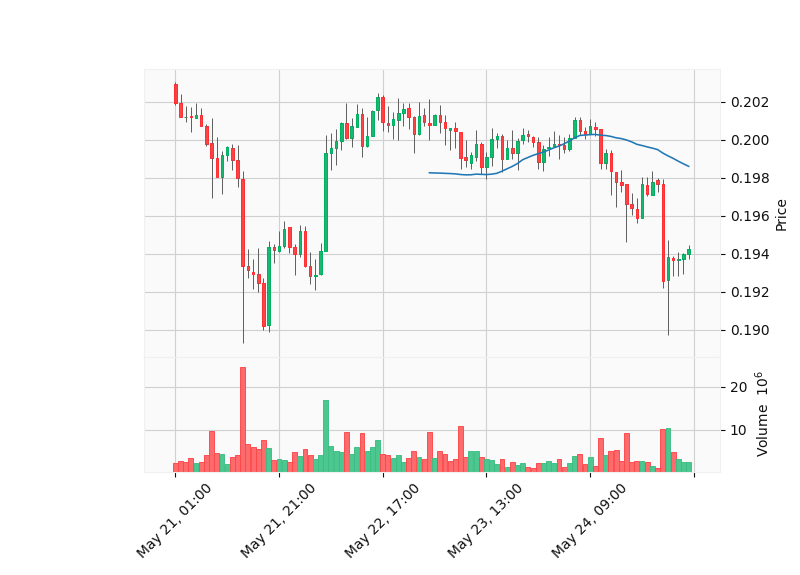 0.202
0.200
0.198
0.196
0.194
0.192
0.190
Price
20
10
Volume 10^6
May 21, 01:00
May 21, 21:00
May 22, 17:00
May 23, 13:00
May 24, 09:00